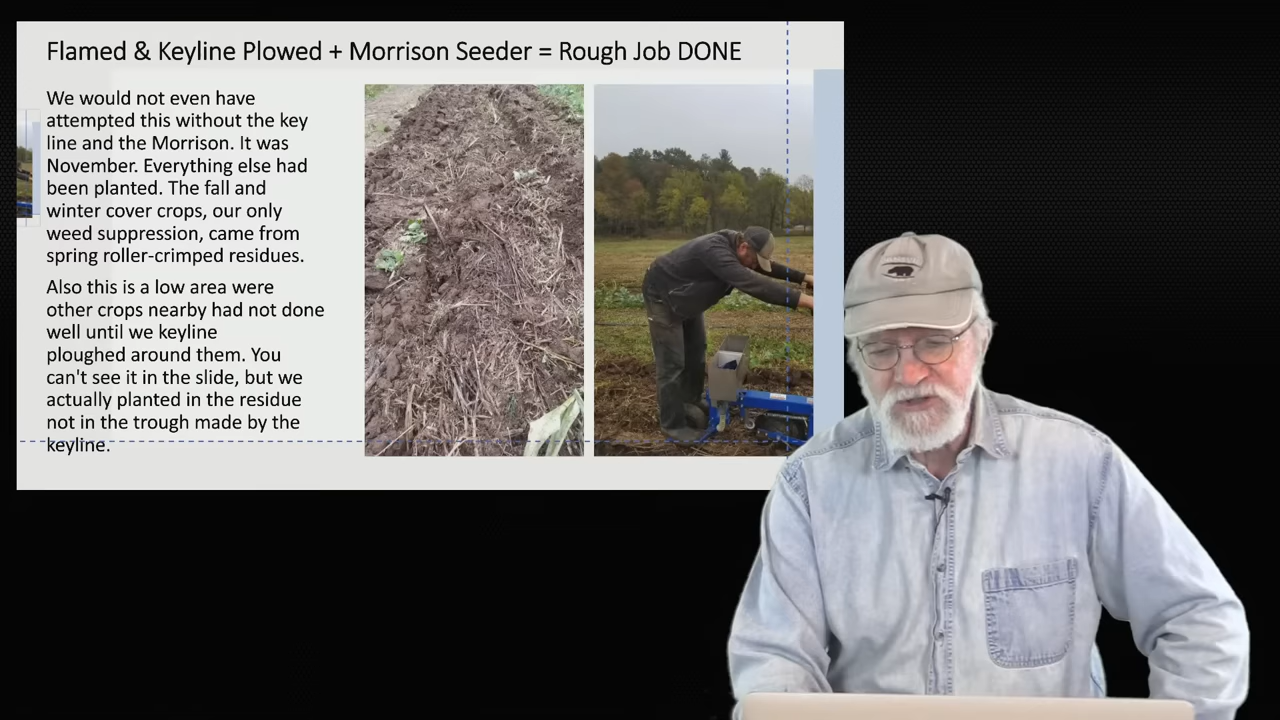 Flamed & Keyline Plowed + Morrison Seeder = Rough Job DONE
We would not even have
attempted this without the key
line and the Morrison. It was
November. Everything else had
been planted. The fall and
winter cover crops, our only
weed suppression, came from
spring roller-crimped residues.
Also this is a low area were
other crops nearby had not done
well until we keyline
ploughed around them. You
can't see it in the slide, but we
actually planted in the residue
not in the trough made by the
keyline.